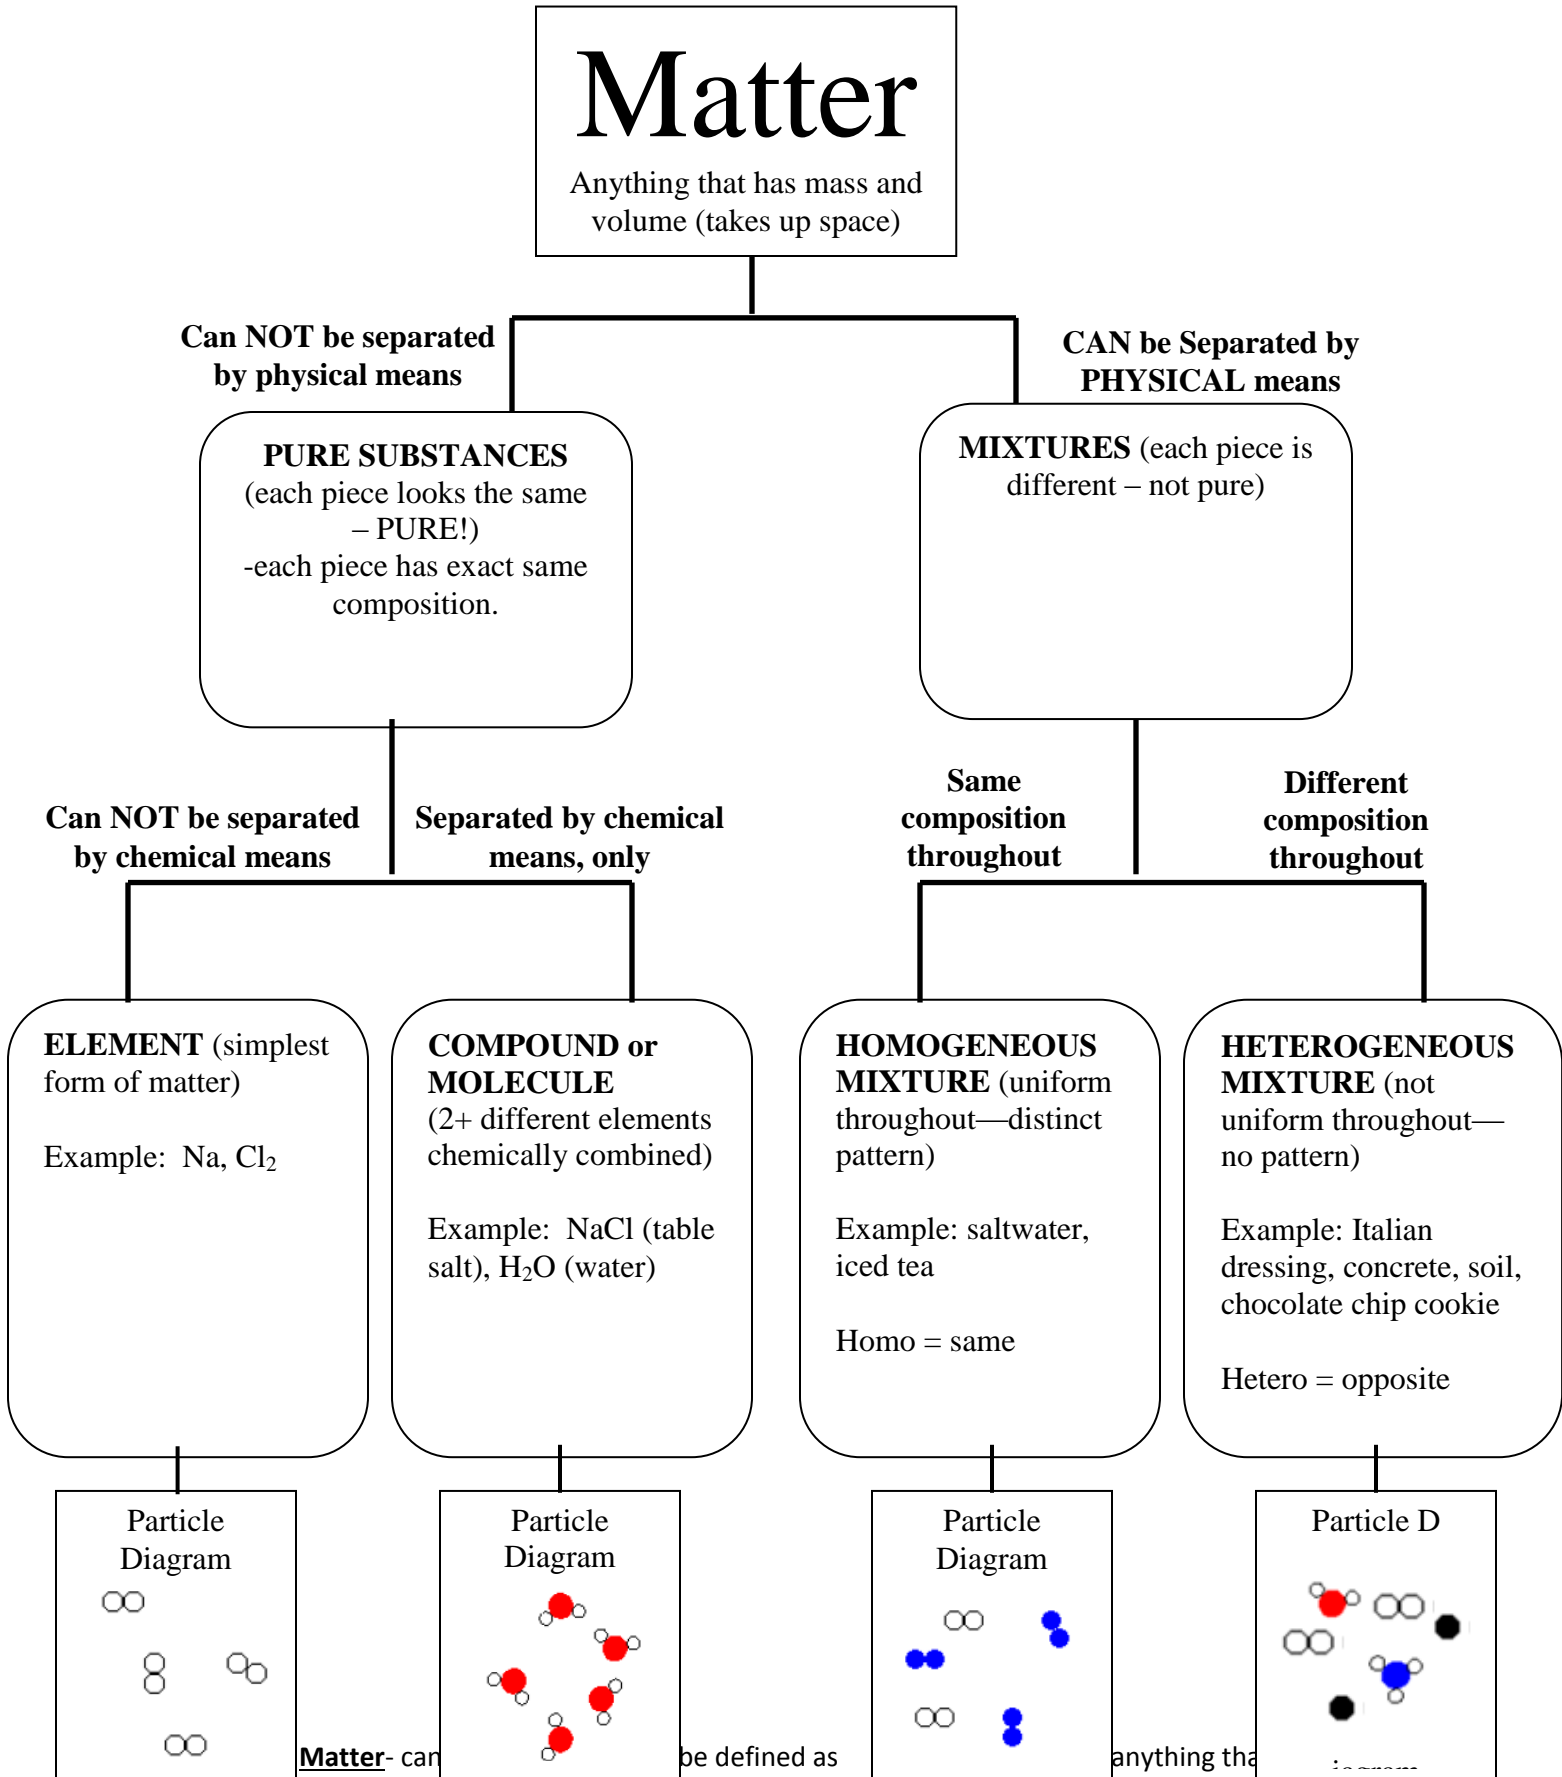 Matter
Anything that has mass and
volume (takes up space)
Can NOT be separated
by physical means
CAN be Separated by
PHYSICAL means
PURE SUBSTANCES
(each piece looks the same
– PURE!)
-each piece has exact same
composition.
MIXTURES (each piece is
different – not pure)
Can NOT be separated
by chemical means
Separated by chemical
means, only
Same
composition
throughout
Different
composition
throughout
ELEMENT (simplest
form of matter)
Example:  Na, Cl₂
COMPOUND or
MOLECULE
(2+ different elements
chemically combined)
Example:  NaCl (table
salt), H₂O (water)
HOMOGENEOUS
MIXTURE (uniform
throughout—distinct
pattern)
Example: saltwater,
iced tea
Homo = same
HETEROGENEOUS
MIXTURE (not
uniform throughout—
no pattern)
Example: Italian
dressing, concrete, soil,
chocolate chip cookie
Hetero = opposite
Particle
Diagram
Particle
Diagram
Particle
Diagram
Particle D
Matter- can be defined as anything tha